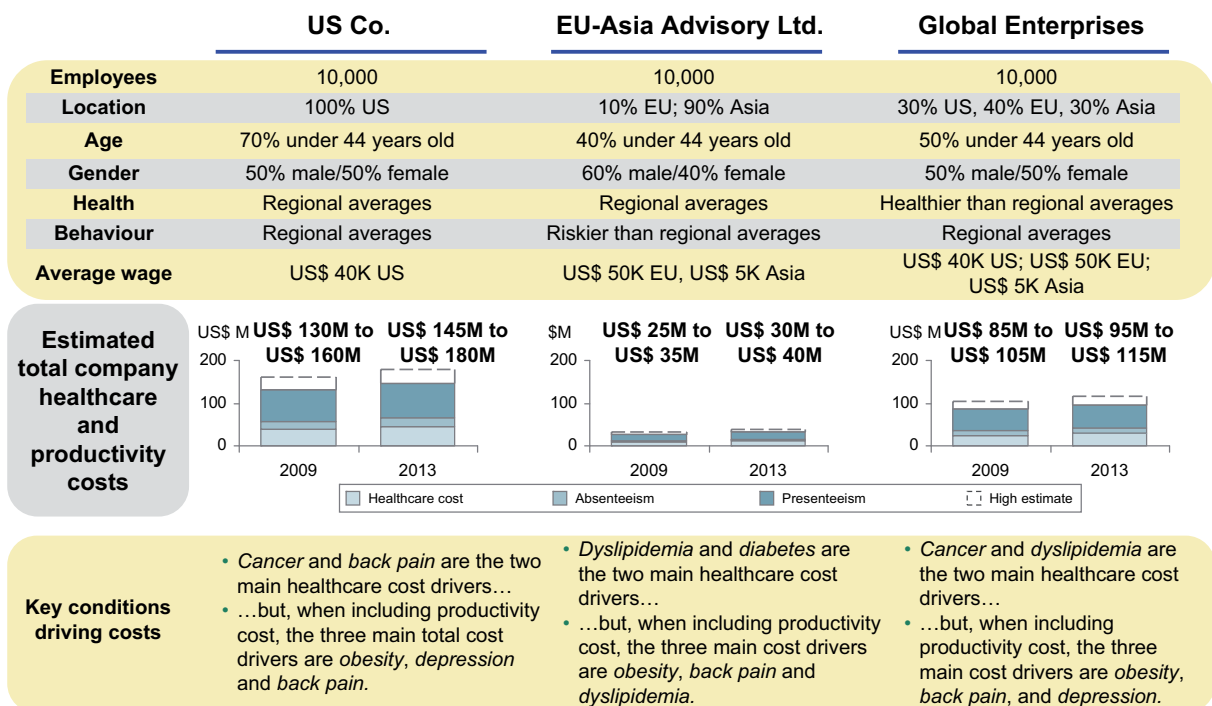 US Co.
EU-Asia Advisory Ltd.
Global Enterprises
Employees
10,000
10,000
10,000
Location
100% US
10% EU; 90% Asia
30% US, 40% EU, 30% Asia
Age
70% under 44 years old
40% under 44 years old
50% under 44 years old
Gender
50% male/50% female
60% male/40% female
50% male/50% female
Health
Regional averages
Regional averages
Healthier than regional averages
Behaviour
Regional averages
Riskier than regional averages
Regional averages
Average wage
US$ 40K US
US$ 50K EU, US$ 5K Asia
US$ 40K US; US$ 50K EU;
US$ 5K Asia
Estimated
total company
healthcare
and
productivity
costs
US$ M
US$ 130M to
US$ 160M
US$ 145M to
US$ 180M
200
100
0
2009
2013
$M
US$ 25M to
US$ 35M
US$ 30M to
US$ 40M
200
100
0
2009
2013
US$ M
US$ 85M to
US$ 105M
US$ 95M to
US$ 115M
200
100
0
2009
2013
Healthcare cost
Absenteeism
Presenteeism
High estimate
Key conditions
driving costs
• Cancer and back pain are the two
main healthcare cost drivers…
• …but, when including productivity
cost, the three main total cost
drivers are obesity, depression
and back pain.
• Dyslipidemia and diabetes are
the two main healthcare cost
drivers…
• …but, when including productivity
cost, the three main cost drivers
are obesity, back pain and
dyslipidemia.
• Cancer and dyslipidemia are
the two main healthcare cost
drivers…
• …but, when including
productivity cost, the three
main cost drivers are obesity,
back pain, and depression.